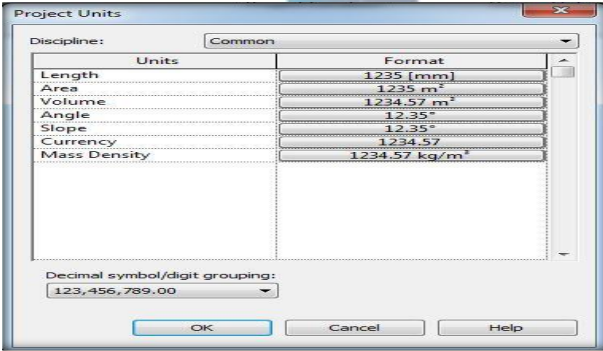 Project Units
Discipline: Common
Units Format
Length 1235 [mm]
Area 1235 m²
Volume 1234.57 m³
Angle 12.35°
Slope 12.35°
Currency 1234.57
Mass Density 1234.57 kg/m³
Decimal symbol/digit grouping:
123,456,789.00
OK Cancel Help